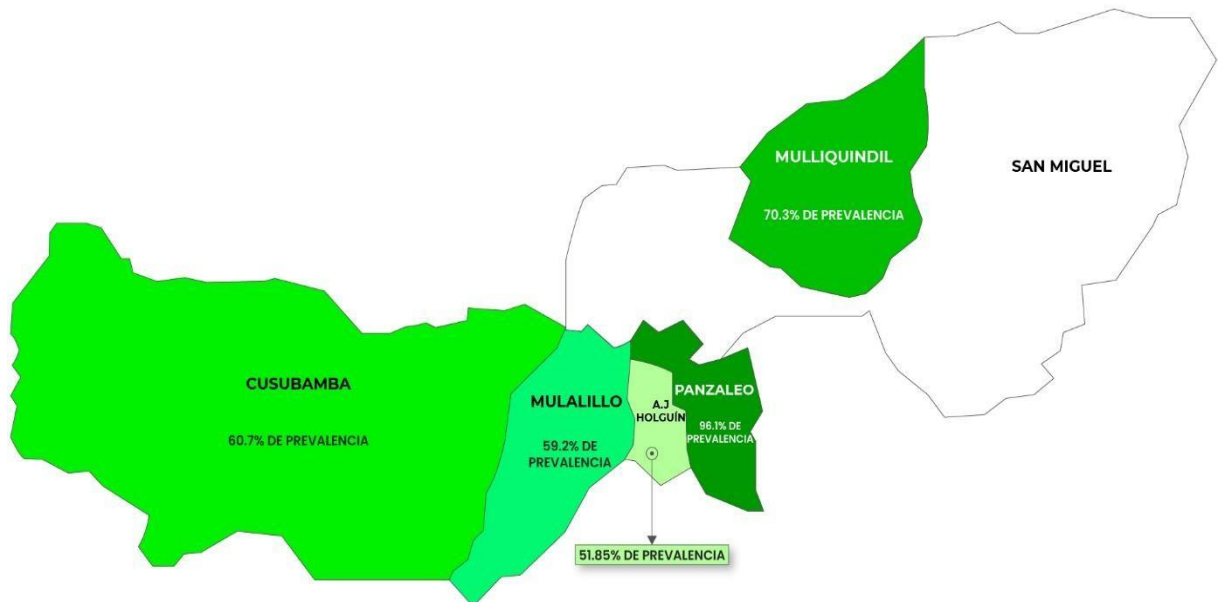 MULLIQUINDIL
70.3% DE PREVALENCIA
SAN MIGUEL
CUSUBAMBA
60.7% DE PREVALENCIA
MULALILLO
59.2% DE
PREVALENCIA
A.J
HOLGUÍN
PANZALEO
96.1% DE
PREVALENCIA
51.85% DE PREVALENCIA